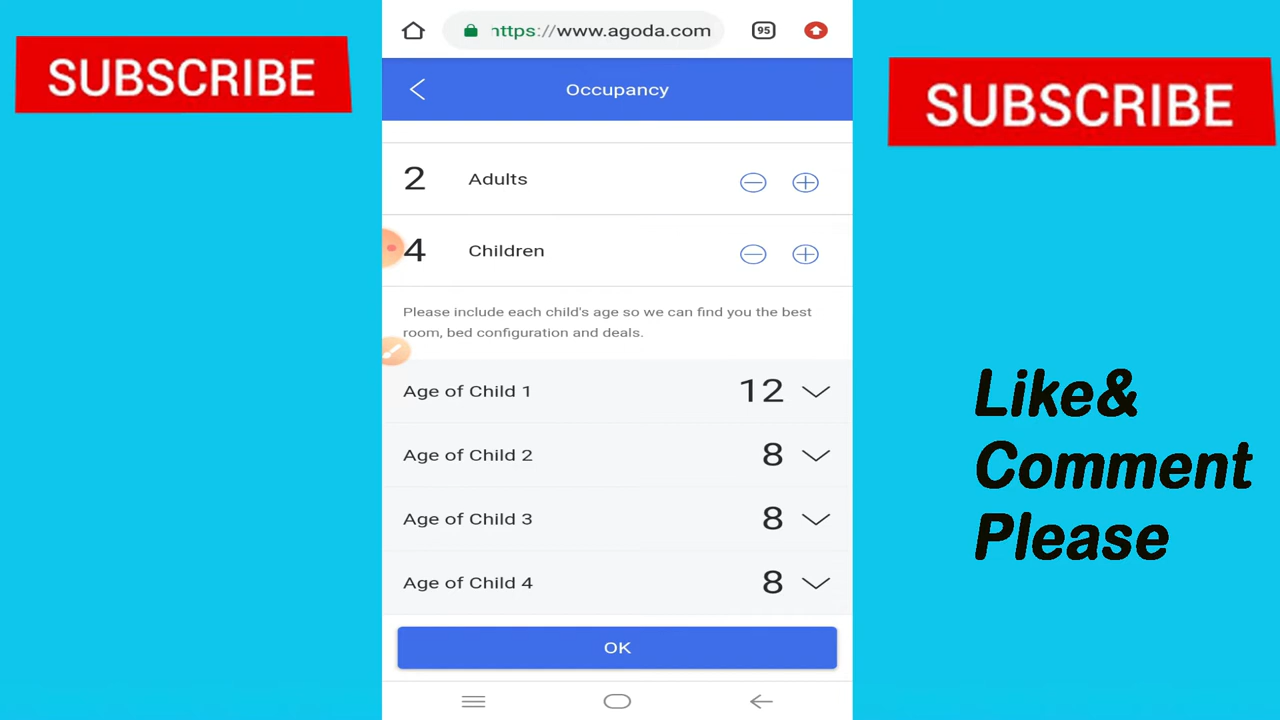 SUBSCRIBE
https://www.agoda.com
95
Occupancy
2 Adults
4 Children
Please include each child's age so we can find you the best
room, bed configuration and deals.
Age of Child 1 12
Age of Child 2 8
Age of Child 3 8
Age of Child 4 8
OK
SUBSCRIBE
Like&
Comment
Please